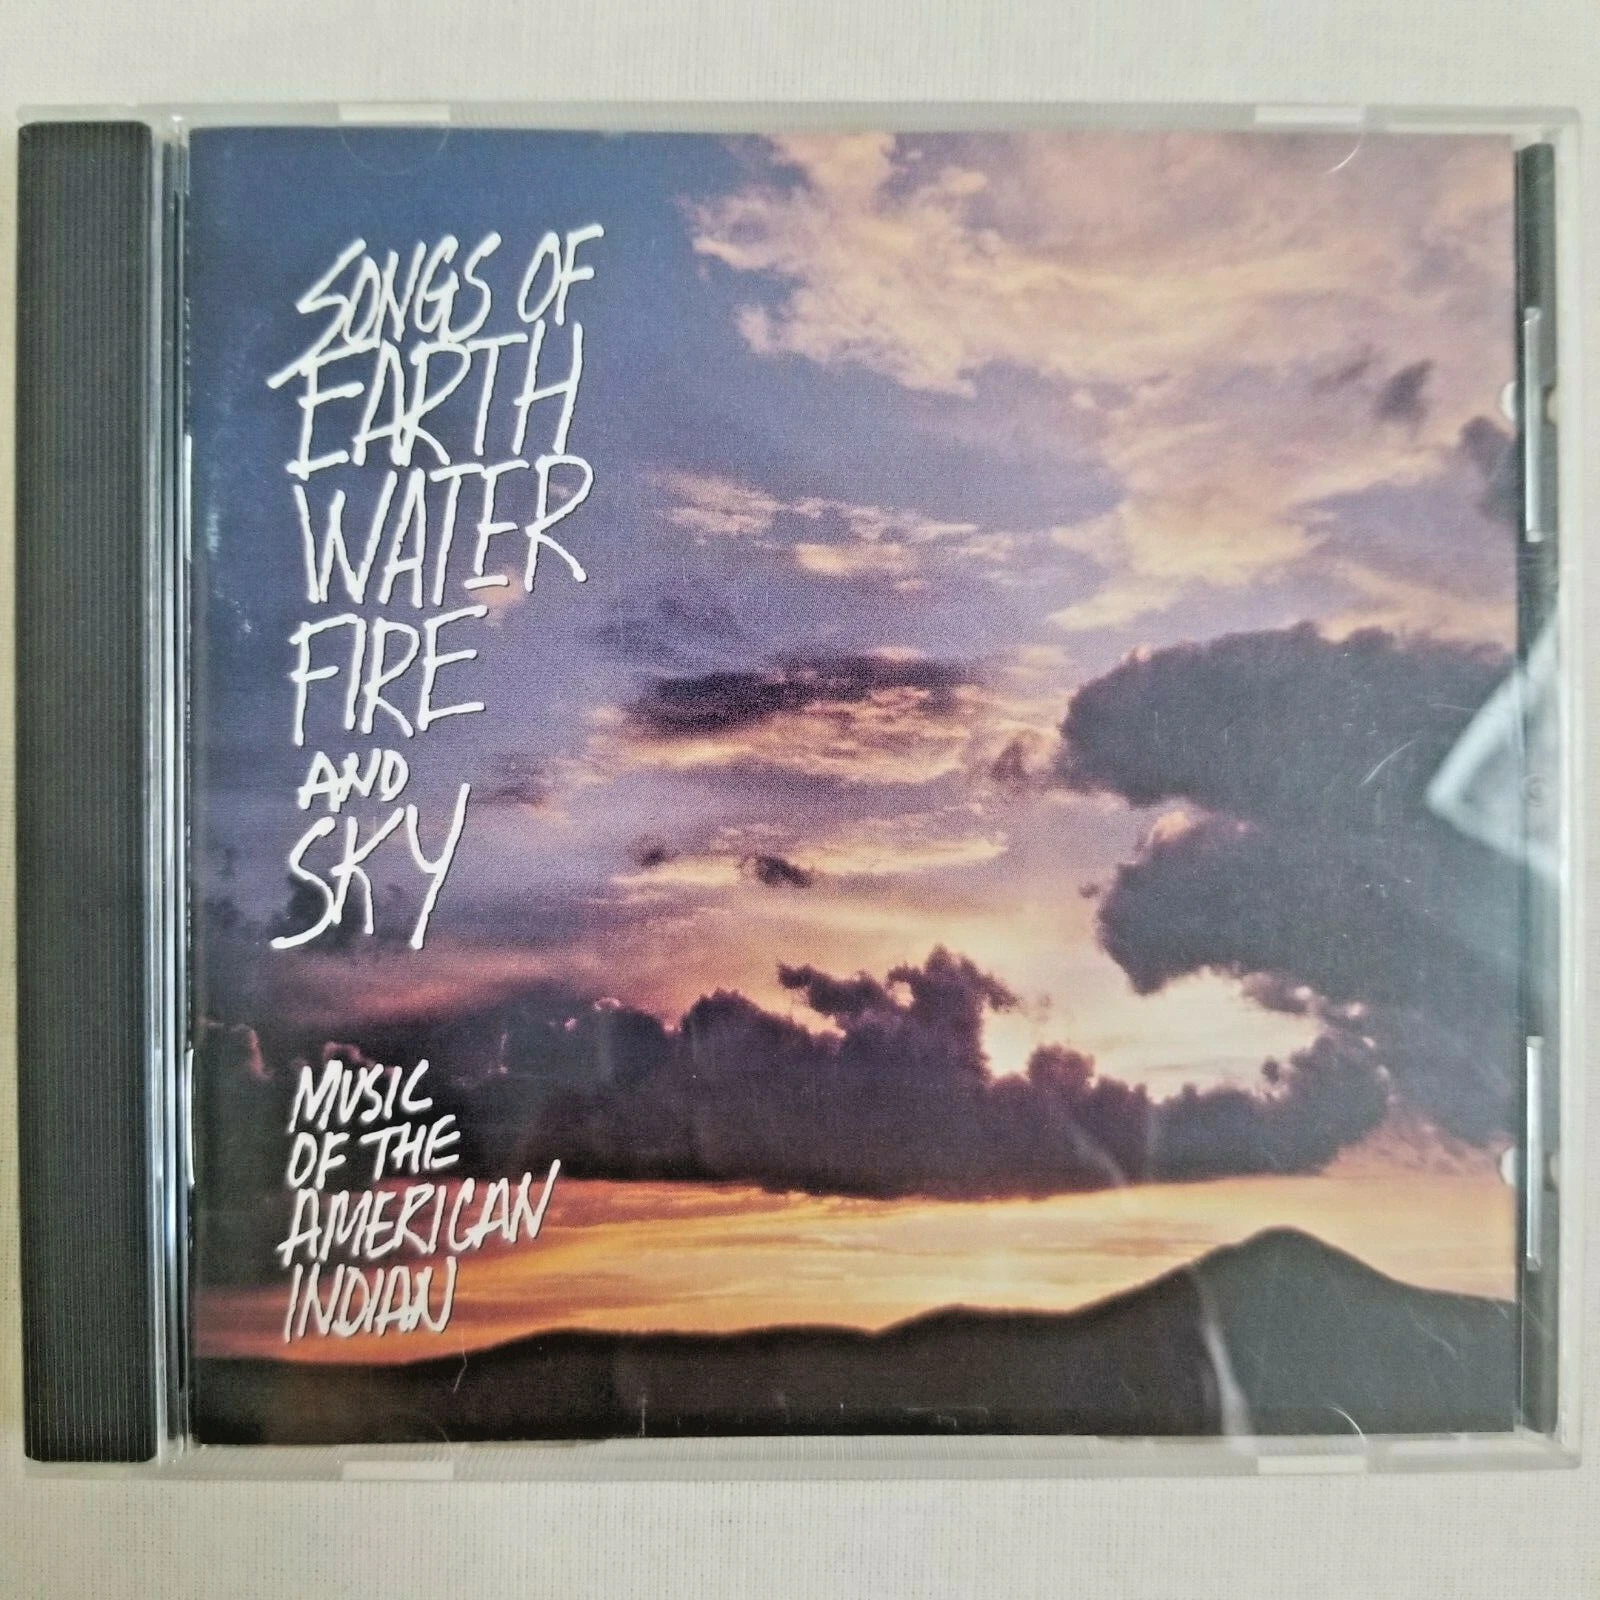 SONGS OF
EARTH
WATER
FIRE
AND
SKY
MUSIC
OF THE
AMERICAN
INDIAN